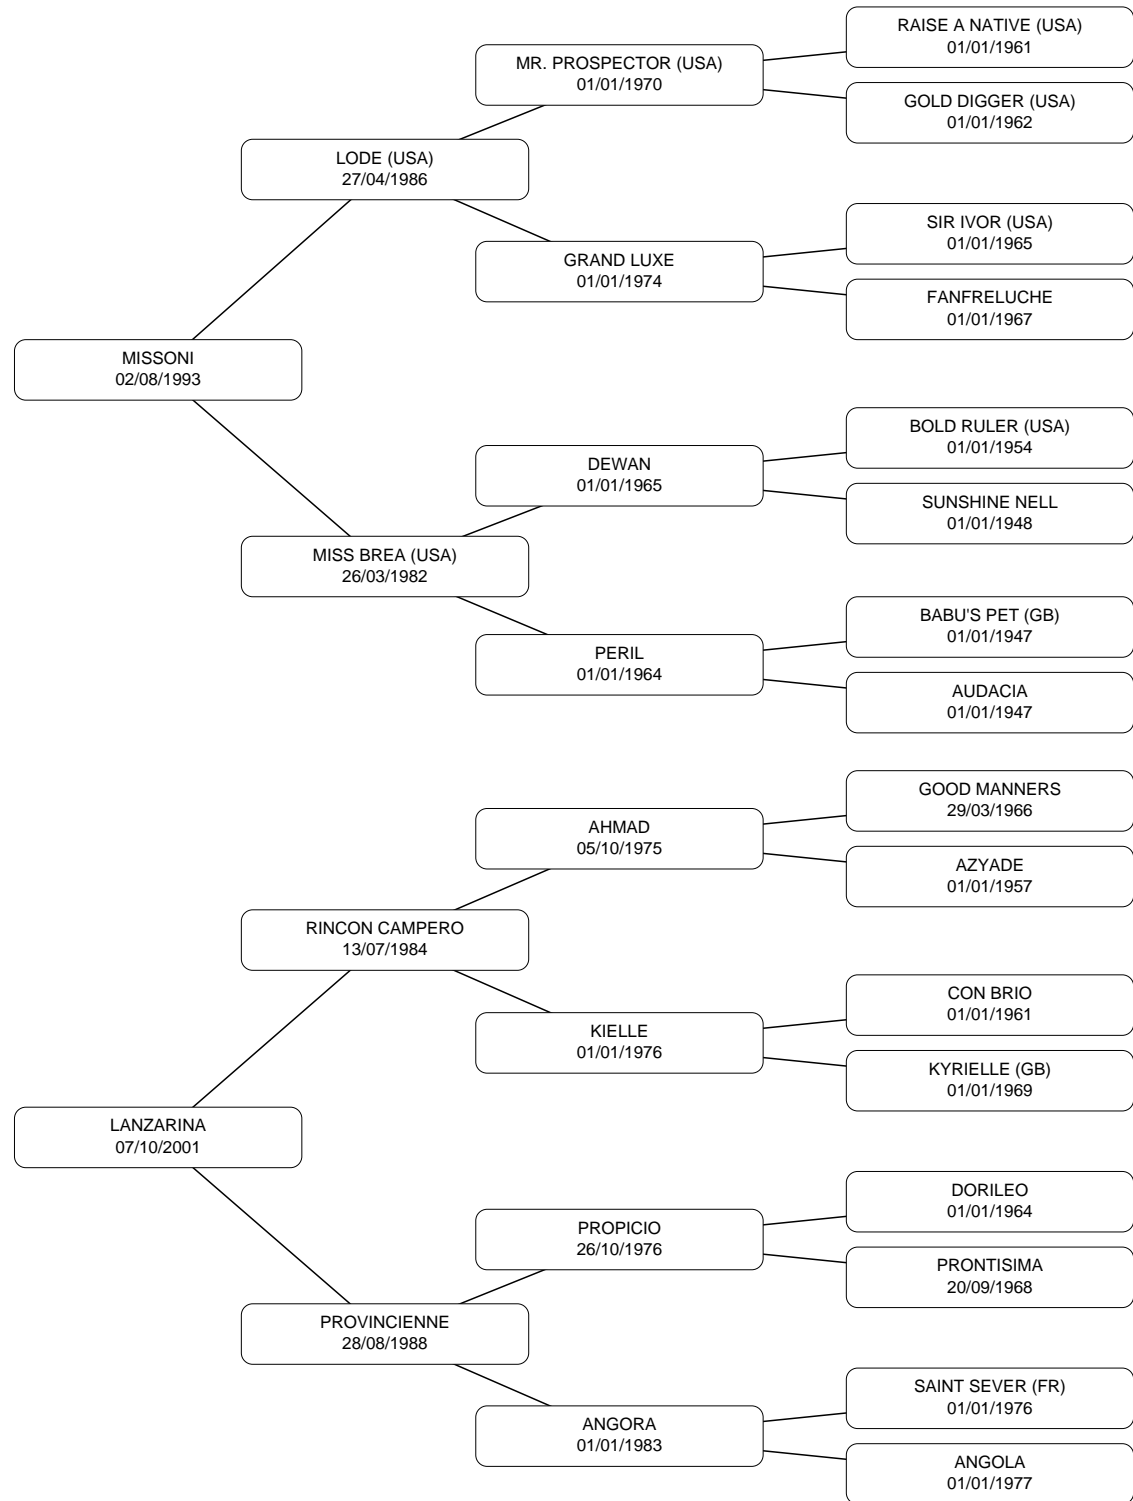 RAISE A NATIVE (USA)
01/01/1961
MR. PROSPECTOR (USA)
01/01/1970
GOLD DIGGER (USA)
01/01/1962
LODE (USA)
27/04/1986
SIR IVOR (USA)
01/01/1965
GRAND LUXE
01/01/1974
FANFRELUCHE
01/01/1967
MISSONI
02/08/1993
BOLD RULER (USA)
01/01/1954
DEWAN
01/01/1965
SUNSHINE NELL
01/01/1948
MISS BREA (USA)
26/03/1982
BABU'S PET (GB)
01/01/1947
PERIL
01/01/1964
AUDACIA
01/01/1947
GOOD MANNERS
29/03/1966
AHMAD
05/10/1975
AZYADE
01/01/1957
RINCON CAMPERO
13/07/1984
CON BRIO
01/01/1961
KIELLE
01/01/1976
KYRIELLE (GB)
01/01/1969
LANZARINA
07/10/2001
DORILEO
01/01/1964
PROPICIO
26/10/1976
PRONTISIMA
20/09/1968
PROVINCIENNE
28/08/1988
SAINT SEVER (FR)
01/01/1976
ANGORA
01/01/1983
ANGOLA
01/01/1977